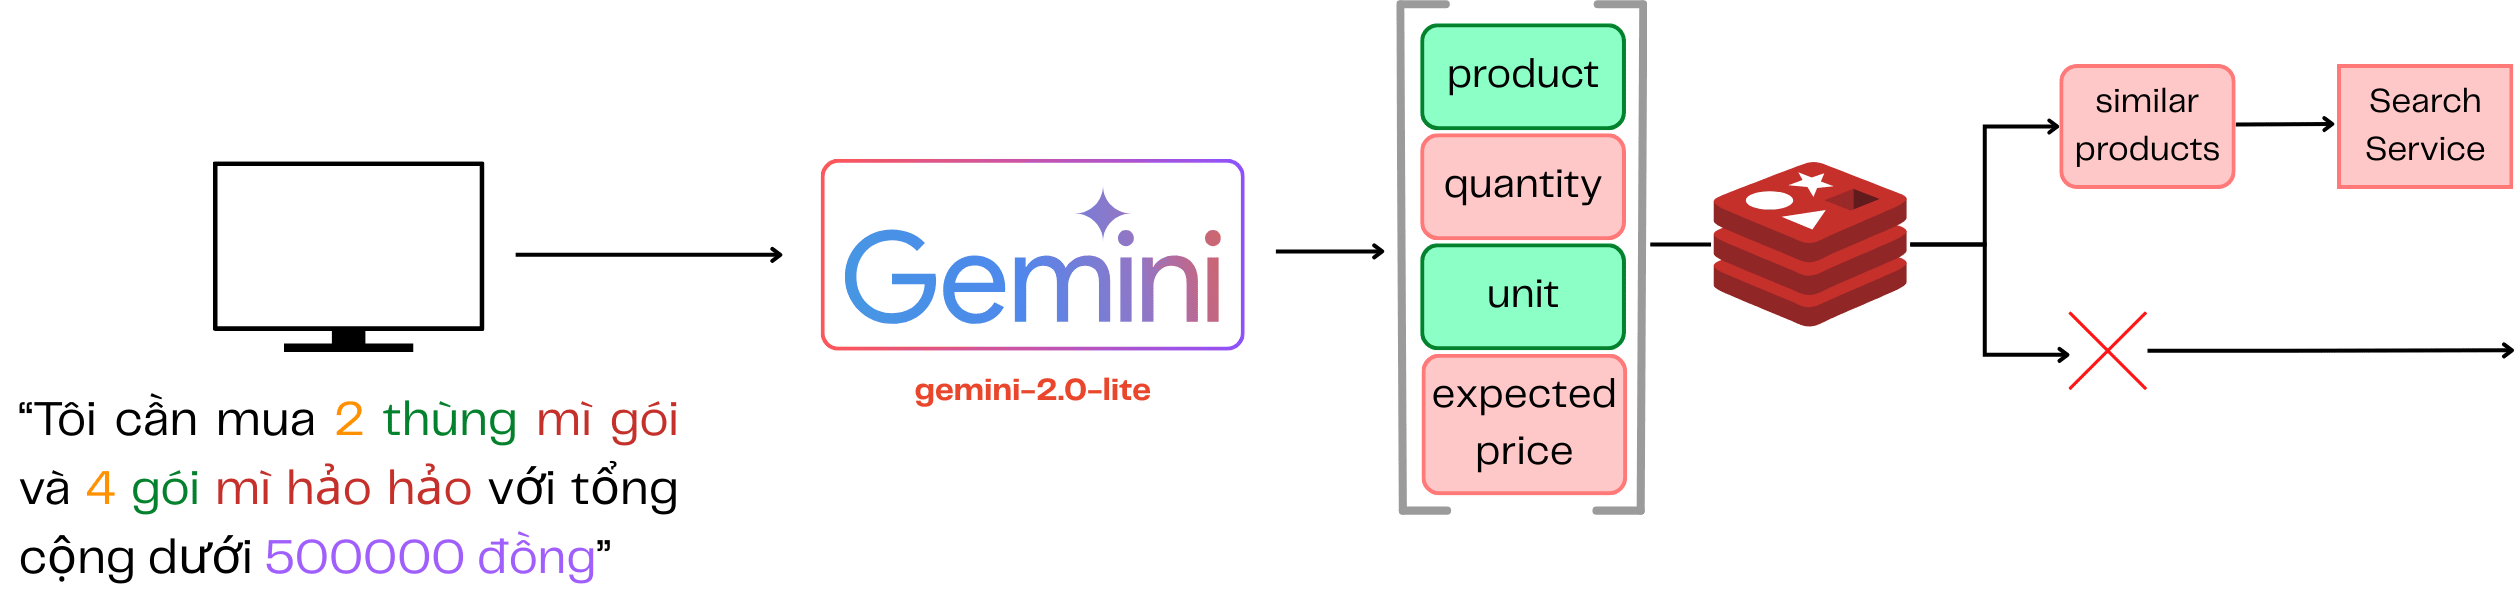 “Tôi cần mua 2 thùng mì gói
và 4 gói mì hảo hảo với tổng
cộng dưới 500000 đồng”
Gemini
gemini-2.0-lite
product
quantity
unit
expected
price
similar
products
Search
Service